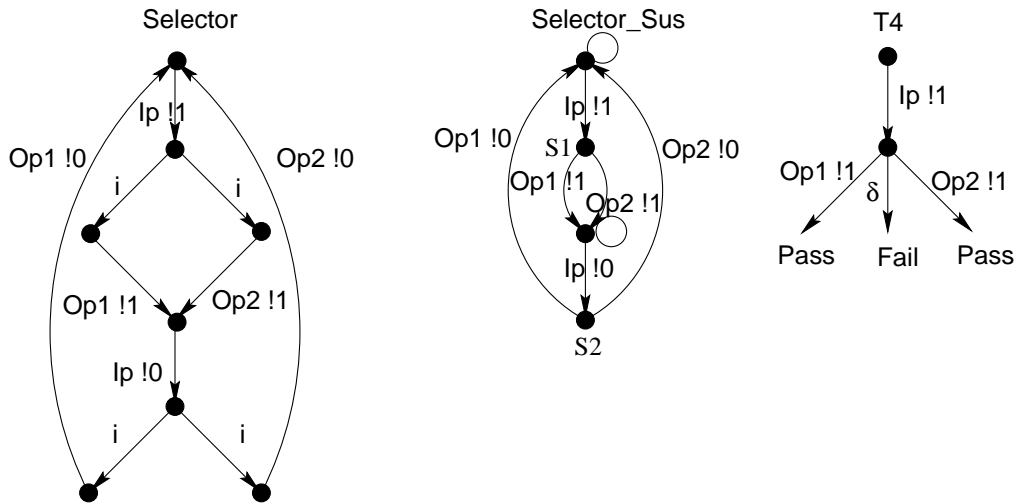 Selector
Ip !1
Op1 !0
Op2 !0
i
i
Op1 !1
Op2 !1
Ip !0
i
i
Selector_Sus
Ip !1
Op1 !0
S1
Op2 !0
Op1 !1
Op2 !1
Ip !0
S2
T4
Ip !1
Op1 !1
δ
Op2 !1
Pass
Fail
Pass